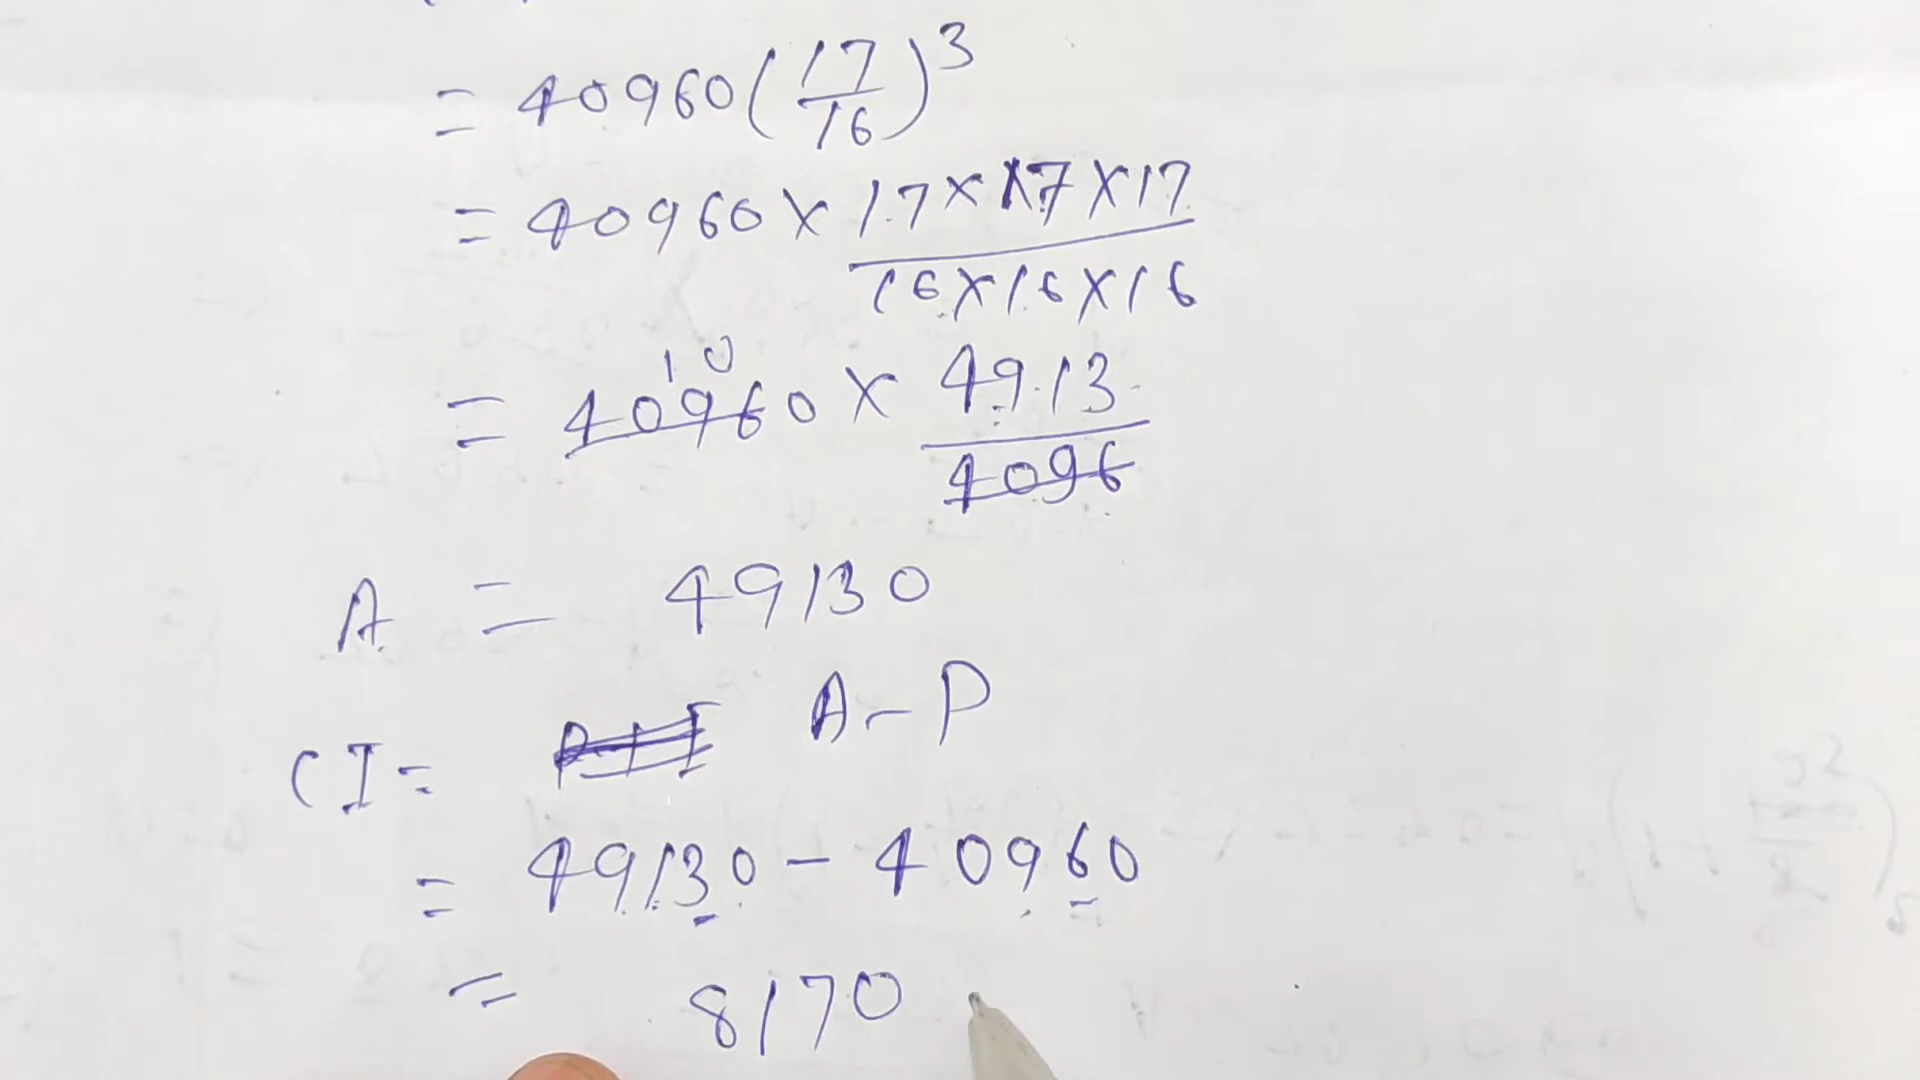 = 40960(17/16)^3
= 40960 × 17×17×17/16×16×16
10
= 40960 × 4913/4096
A = 49130
CI = A-P
= 49130 - 40960
= 8170